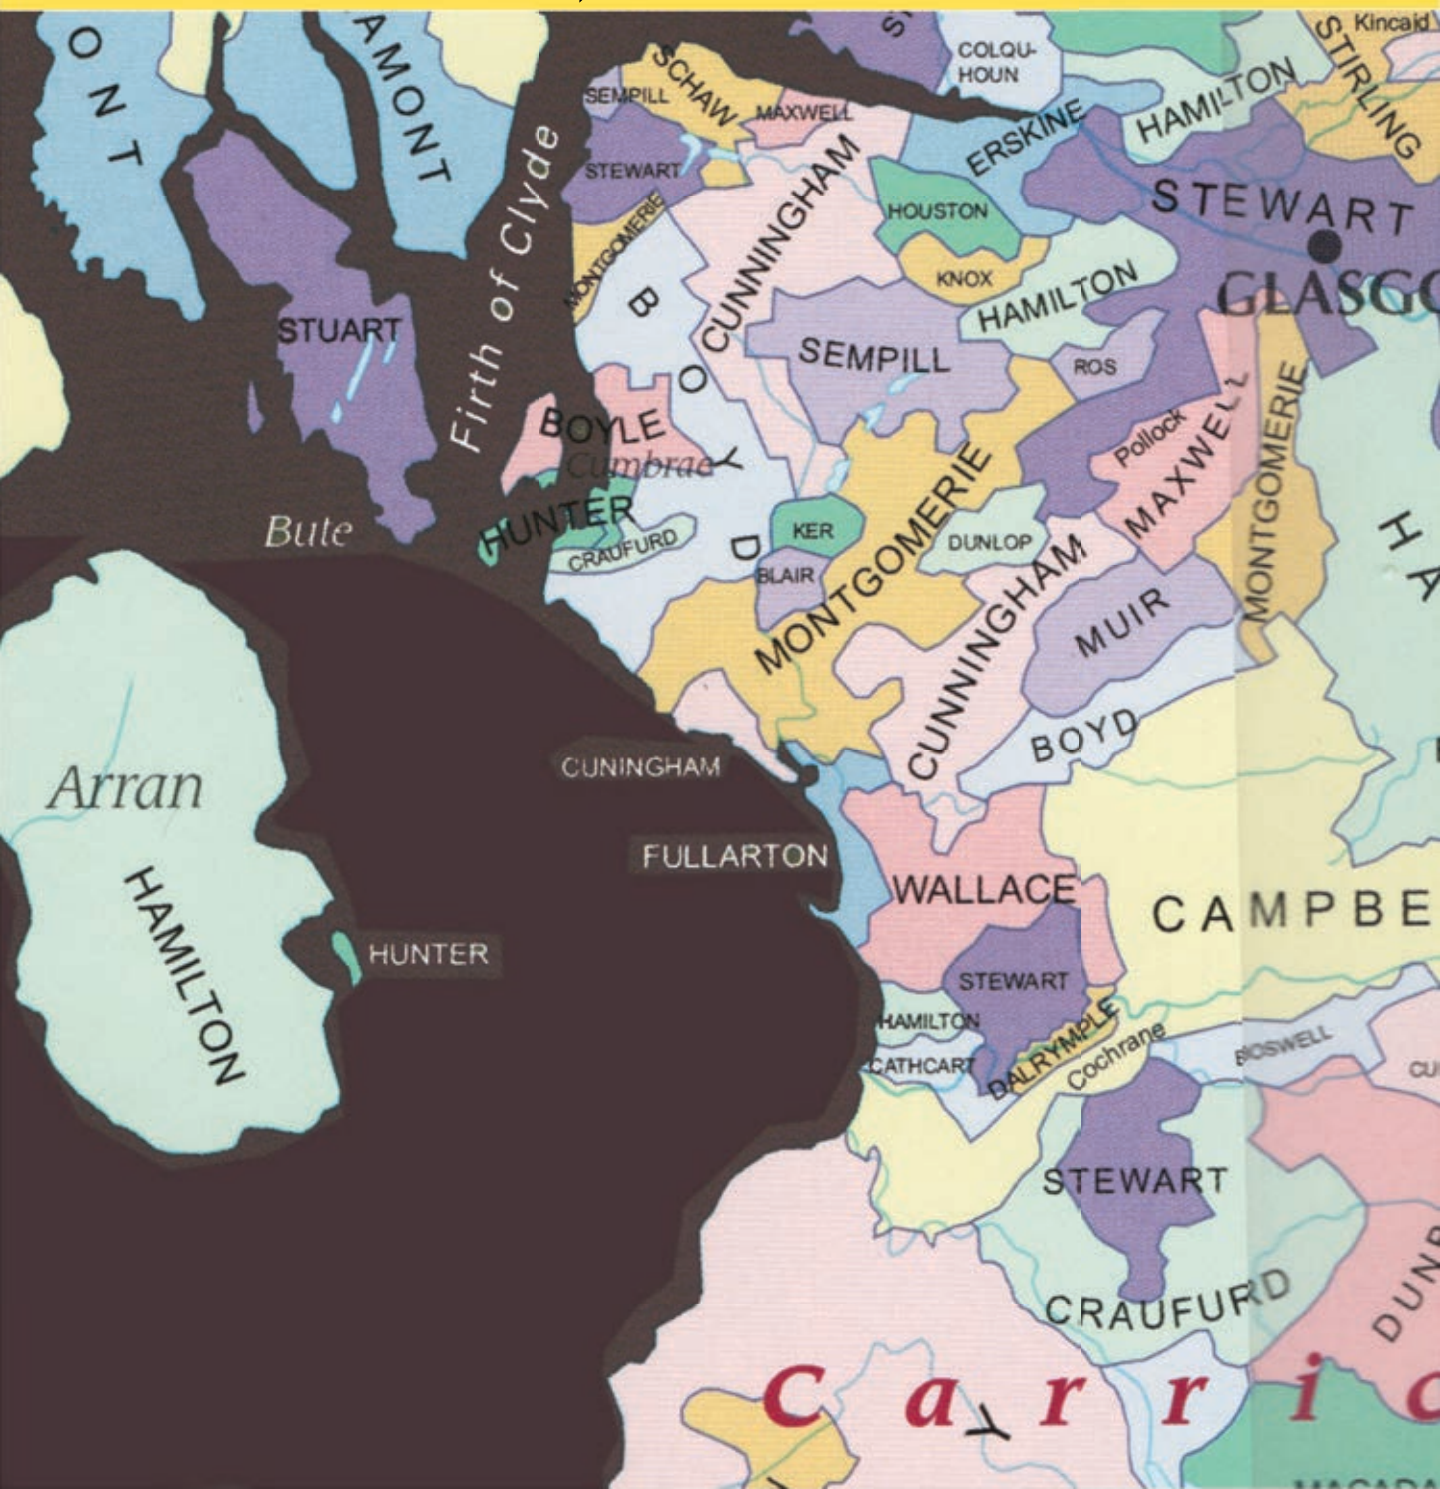 Kincaid
STIRLING
COLQU-
HOUN
HAMILTON
AMONT
ONT
SCHAW
SEMPILL
MAXWELL
ERSKINE
STEWART
STEWART
CUNNINGHAM
HOUSTON
MONTGOMERIE
Firth of Clyde
KNOX
HAMILTON
GLASGO
STUART
BOYD
SEMPILL
ROS
BOYLE
Cumbrae
Pollock
MAXWELL
MONTGOMERIE
HUNTER
CRAUFURD
Bute
KER
DUNLOP
MONTGOMERIE
BLAIR
CUNNINGHAM
MUIR
HA
BOYD
CUNINGHAM
Arran
FULLARTON
HAMILTON
WALLACE
CAMPBE
HUNTER
STEWART
HAMILTON
DALRYMPLE
Cochrane
BOSWELL
CATHCART
CU
STEWART
CRAUFURD
DUNB
Carric
Y